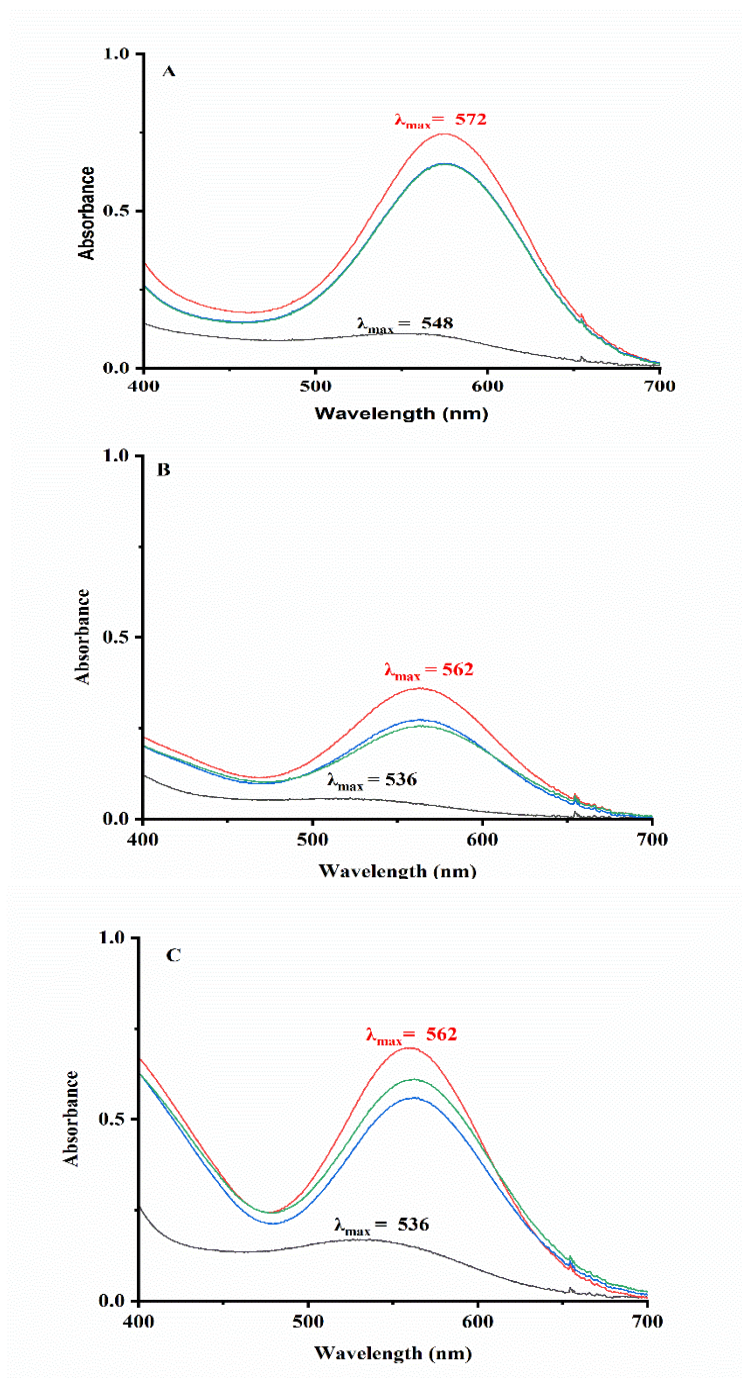 A
1.0
λmax = 572
Absorbance
0.5
λmax = 548
0.0
400 500 600 700
Wavelength (nm)
B
1.0
Absorbance
0.5
λmax = 562
λmax = 536
0.0
400 500 600 700
Wavelength (nm)
C
1.0
λmax = 562
Absorbance
0.5
λmax = 536
0.0
400 500 600 700
Wavelength (nm)